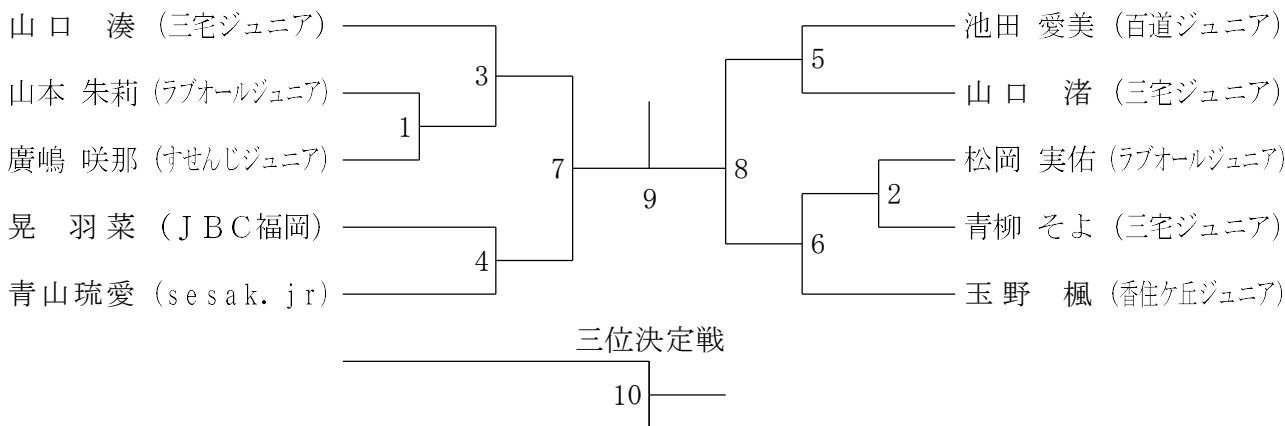 山口 湊 (三宅ジュニア)
山本 朱莉 (ラブオールジュニア)
廣嶋 咲那 (すせんじジュニア)
晃 羽菜 (ＪＢＣ福岡)
青山琉愛 (sesak. jr)
1
3
4
7
9
池田 愛美 (百道ジュニア)
山口 渚 (三宅ジュニア)
松岡 実佑 (ラブオールジュニア)
青柳 そよ (三宅ジュニア)
玉野 楓 (香住ケ丘ジュニア)
5
2
6
8
三位決定戦
10